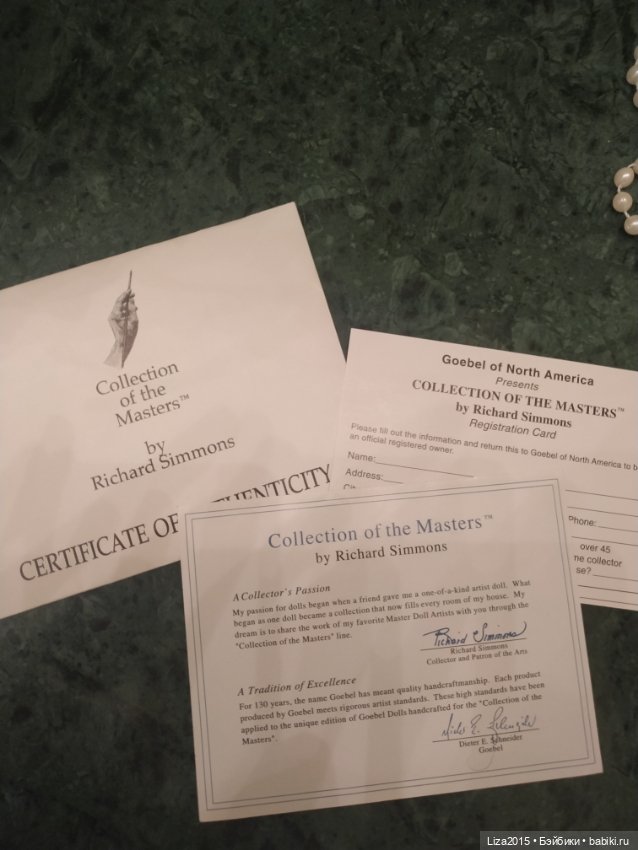 Collection
of the
Masters™
by
Richard Simmons
CERTIFICATE OF AUTHENTICITY
Goebel of North America
Presents
COLLECTION OF THE MASTERS™
by Richard Simmons
Registration Card
Please fill out the information and return this to Goebel of North America to b
an official registered owner.
Name:
Address:
Phone:
over 45
ne collector
se?
Collection of the Masters™
by Richard Simmons
A Collector's Passion
My passion for dolls began when a friend gave me a one-of-a-kind artist doll. What
began as one doll became a collection that now fills every room of my house. My
dream is to share the work of my favorite Master Doll Artists with you through the
"Collection of the Masters" line.
Richard Simmons
Richard Simmons
Collector and Patron of the Arts
A Tradition of Excellence
For 130 years, the name Goebel has meant quality handcraftmanship. Each product
produced by Goebel meets rigorous artist standards. These high standards have been
applied to the unique edition of Goebel Dolls handcrafted for the "Collection of the
Masters".
Dieter E. Schneider
Goebel
Liza2015 • Бэйбики • babiki.ru